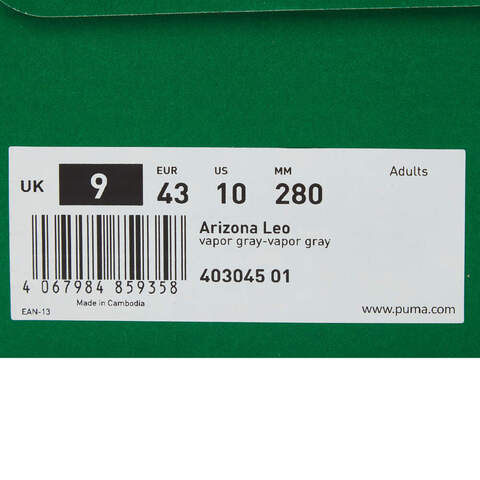 EUR US MM Adults
UK 9 43 10 280
Arizona Leo
vapor gray-vapor gray
403045 01
4 067984 859358
Made in Cambodia
EAN-13
www.puma.com